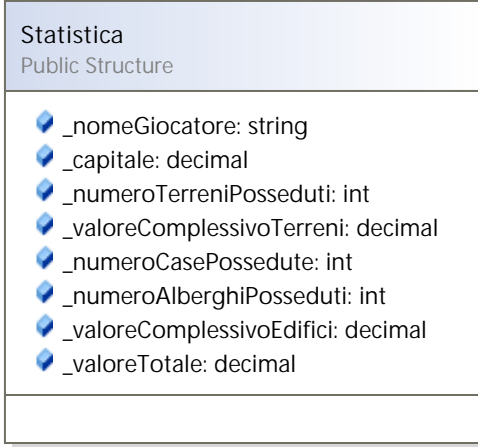 Statistica
Public Structure
_nomeGiocatore: string
_capitale: decimal
_numeroTerreniPosseduti: int
_valoreComplessivoTerreni: decimal
_numeroCasePossedute: int
_numeroAlberghiPosseduti: int
_valoreComplessivoEdifici: decimal
_valoreTotale: decimal